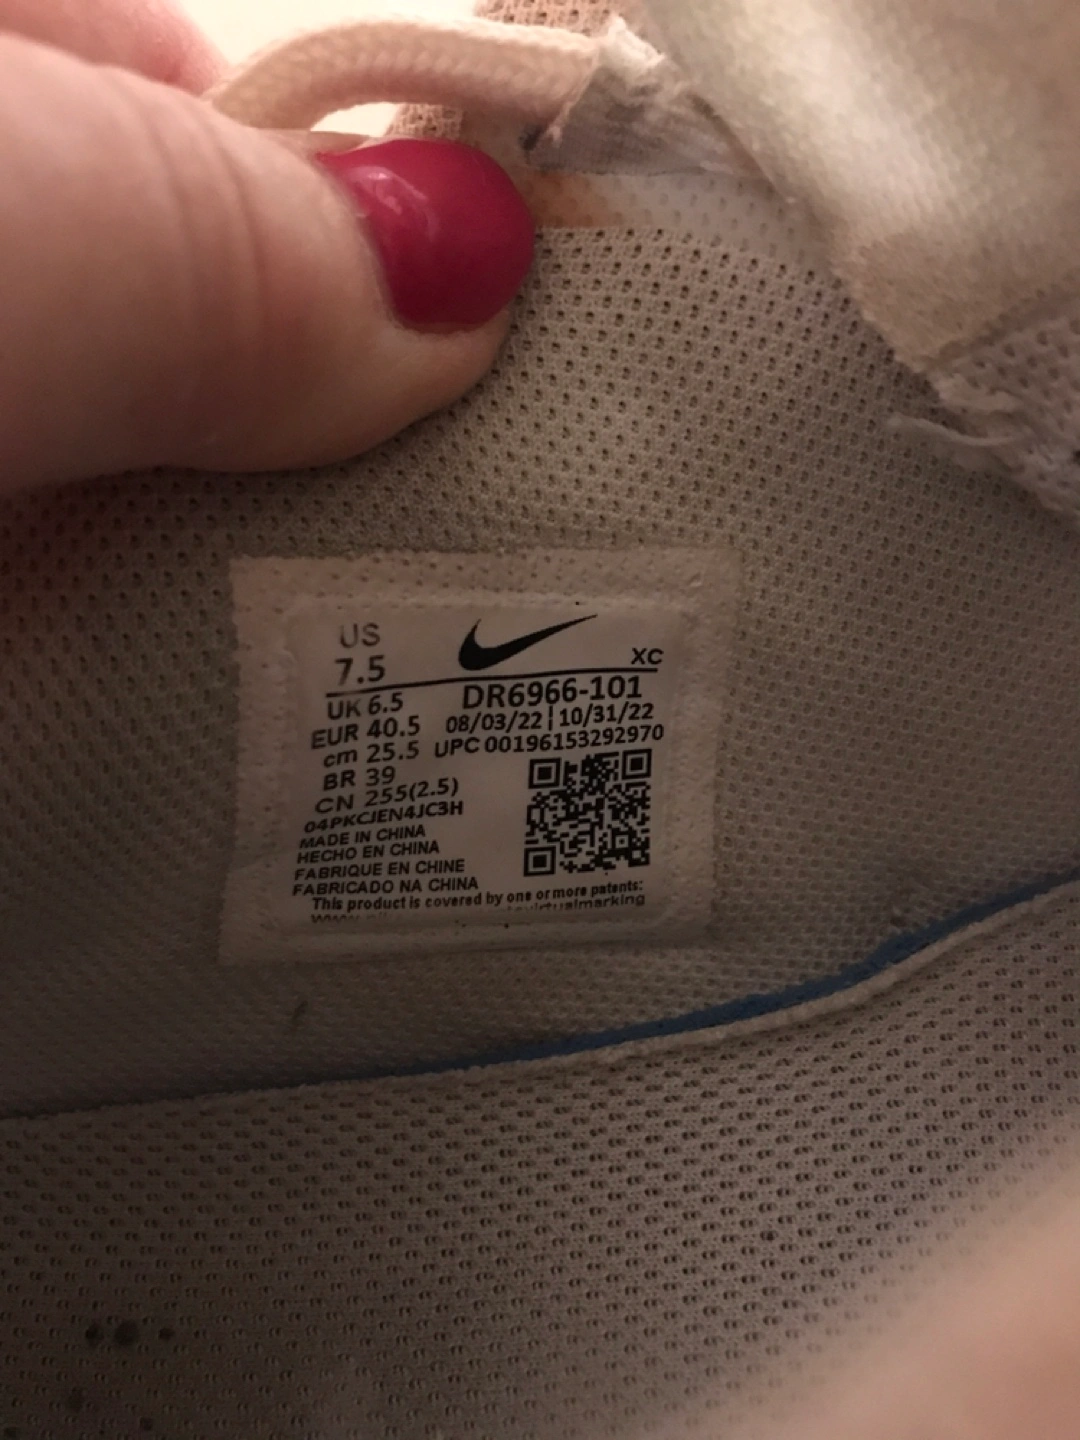 US
7.5
XC
UK 6.5
DR6966-101
EUR 40.5
08/03/22 | 10/31/22
cm 25.5
UPC 00196153292970
BR 39
CN 255(2.5)
04PKCJEN4JC3H
MADE IN CHINA
HECHO EN CHINA
FABRIQUE EN CHINE
FABRICADO NA CHINA
This product is covered by one or more patents: